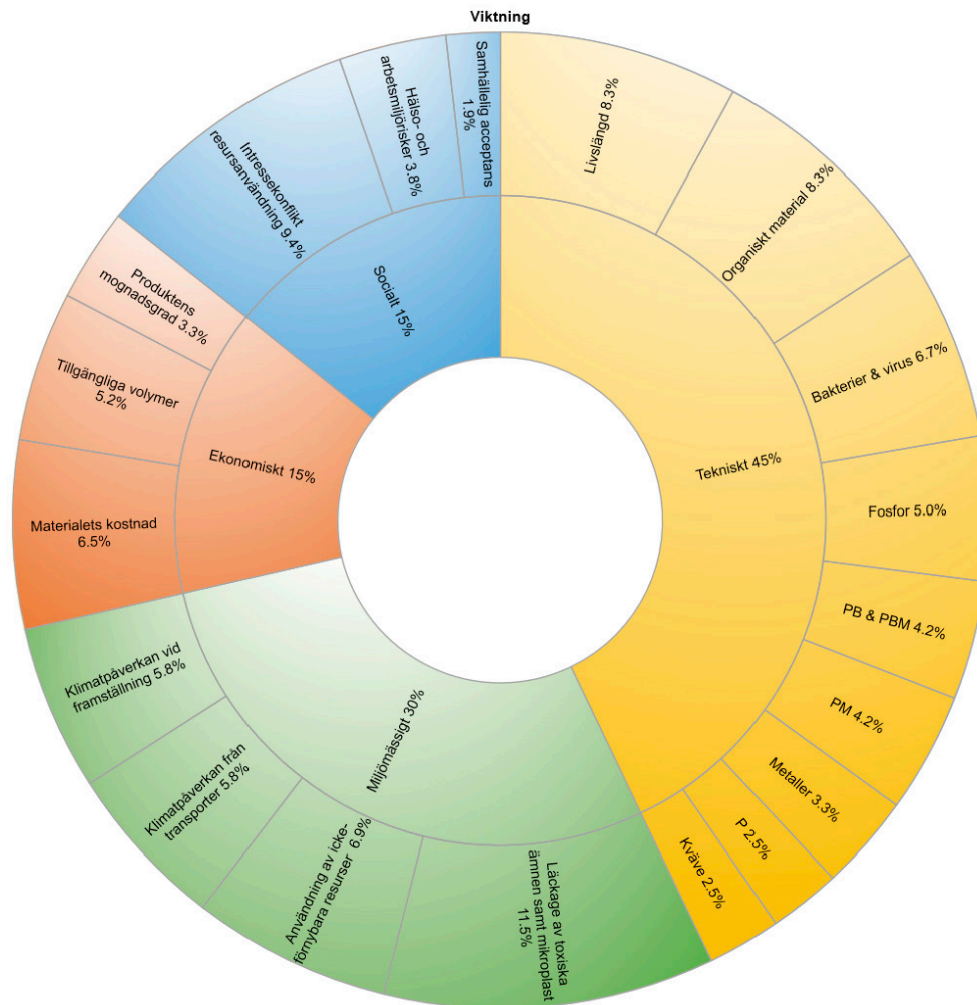 Viktning
Livslängd 8.3%
Organiskt material 8.3%
Bakterier & virus 6.7%
Fosfor 5.0%
PB & PBM 4.2%
PM 4.2%
Metaller 3.3%
P 2.5%
Kväve 2.5%
Tekniskt 45%
Läckage av toxiska
ämnen samt mikroplast
11.5%
Användning av icke-
förnybara resurser 6.9%
Klimatpåverkan från
transporter 5.8%
Klimatpåverkan vid
framställning 5.8%
Miljömässigt 30%
Materialets kostnad
6.5%
Tillgängliga volymer
5.2%
Produktens
mognadsgrad 3.3%
Ekonomiskt 15%
Intressekonflikt
resursanvändning 9.4%
Hälso- och
arbetsmiljörisker 3.8%
Samhällelig acceptans
1.9%
Socialt 15%